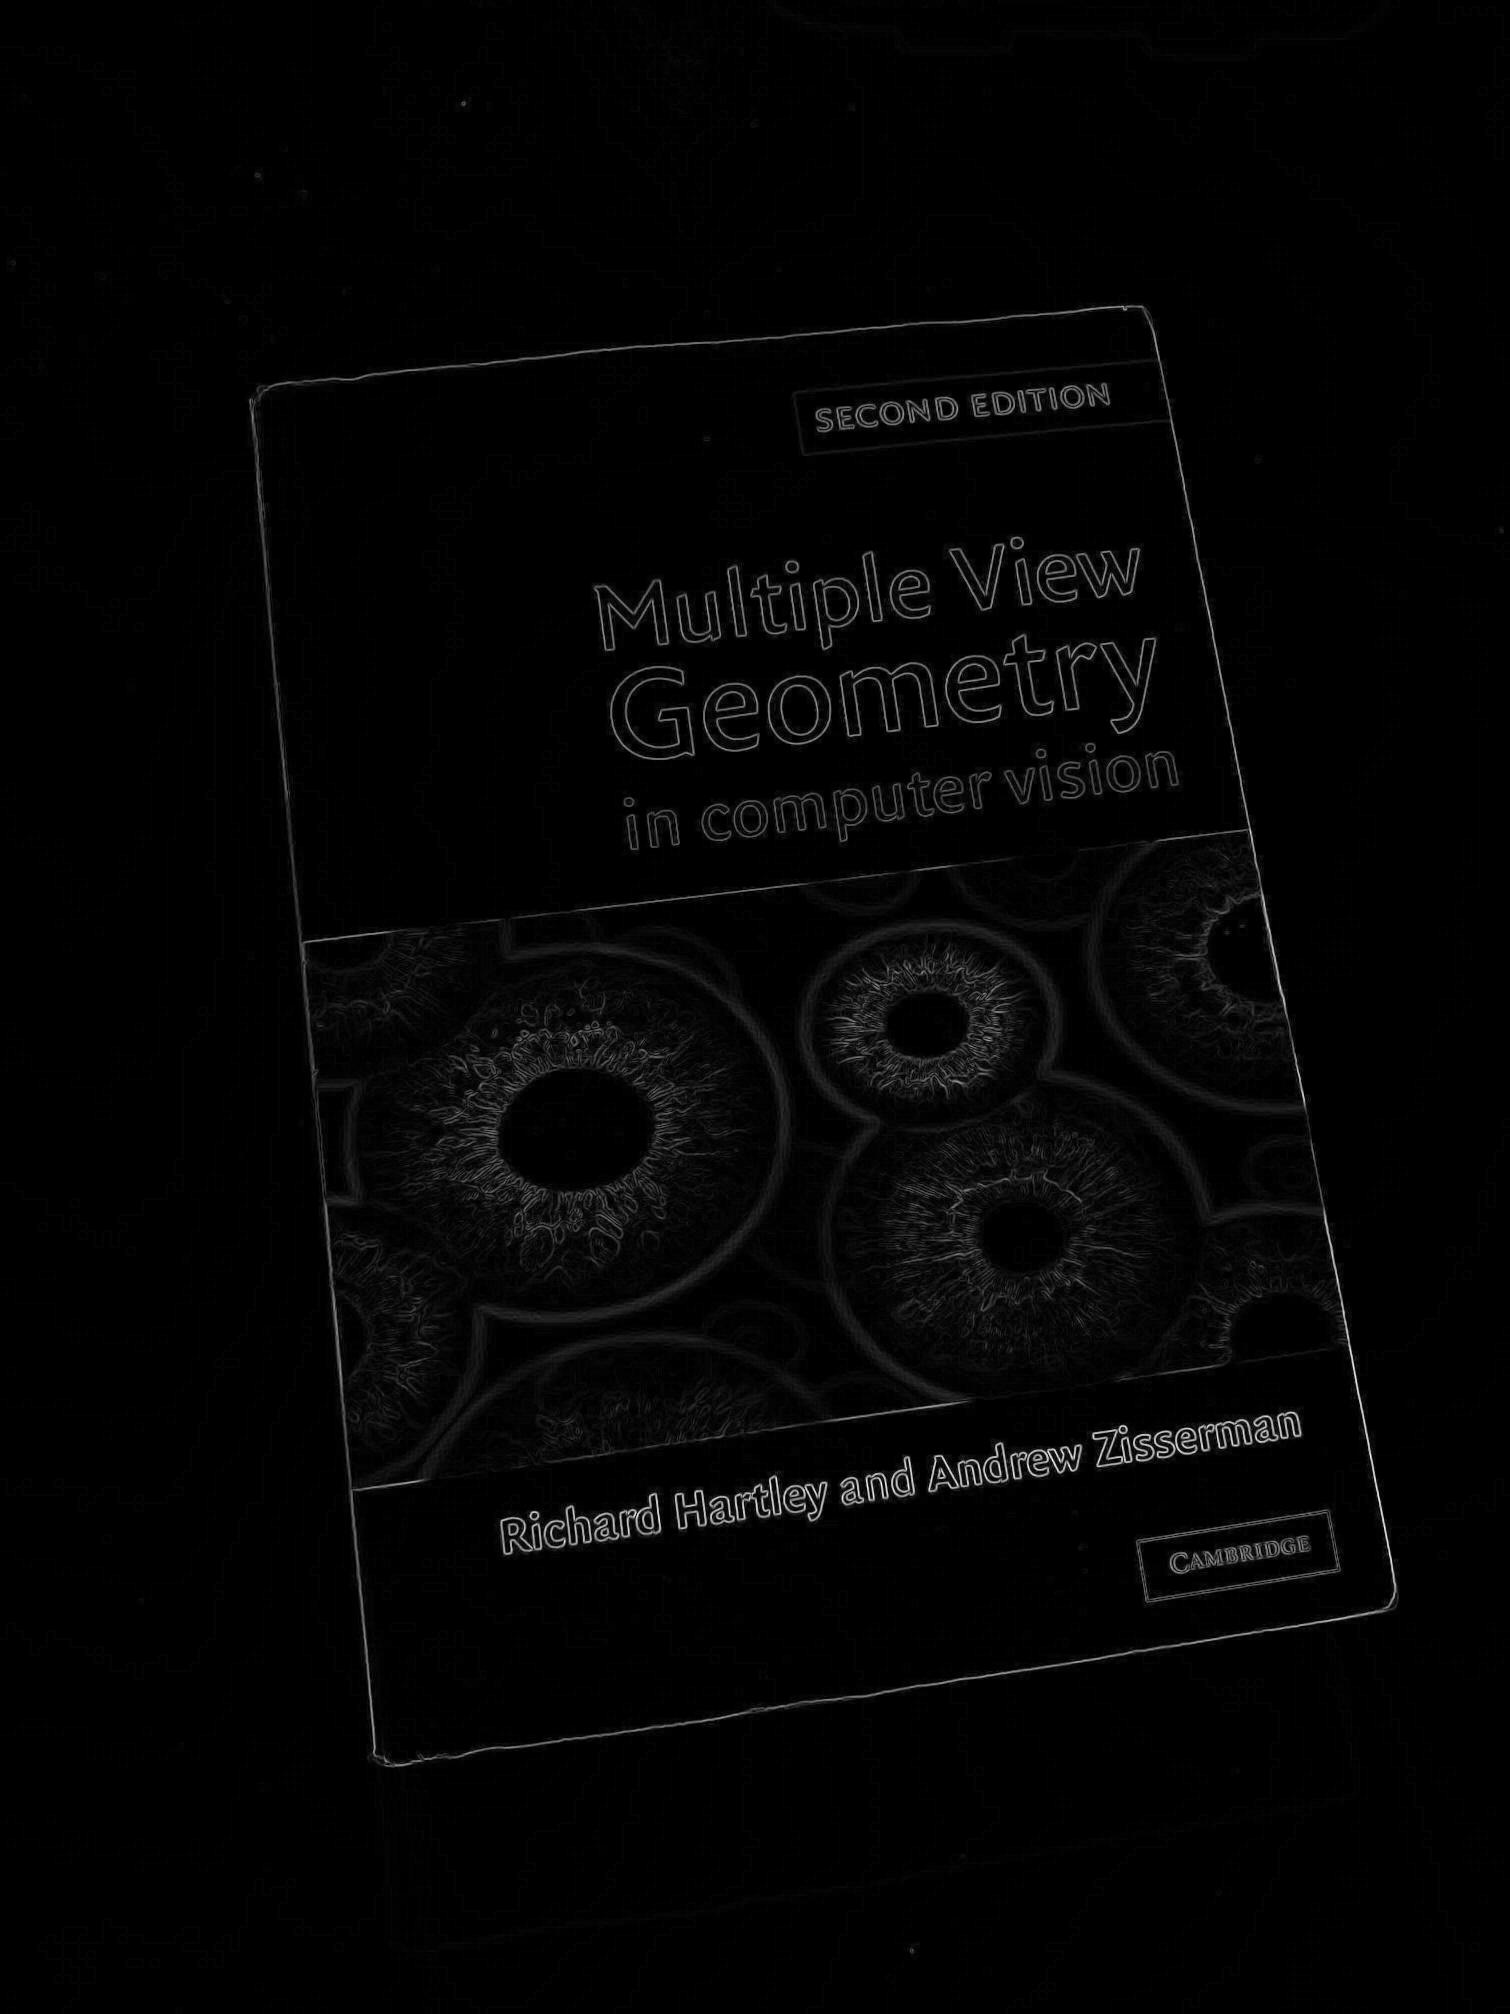 SECOND EDITION
Multiple View
Geometry
in computer vision
Richard Hartley and Andrew Zisserman
CAMBRIDGE